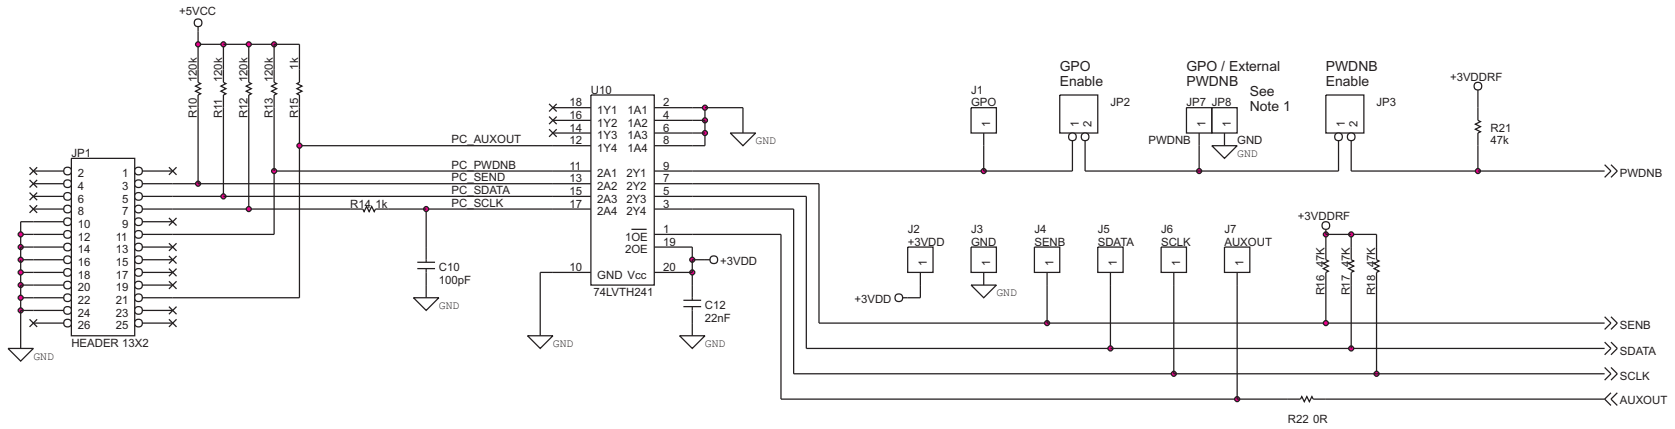 +5VCC
R10 120k
R11 120k
R12 120k
R13 120k
R15 1k
JP1
2 1
4 3
6 5
8 7
10 9
12 11
14 13
16 15
18 17
20 19
22 21
24 23
26 25
HEADER 13X2
GND
PC_AUXOUT
PC_PWDNB
PC_SEND
PC_SDATA
PC_SCLK
R14 1k
C10
100pF
GND
U10
18 1Y1 1A1 2
16 1Y2 1A2 4
14 1Y3 1A3 6
12 1Y4 1A4 8
11 2A1 2Y1 9
13 2A2 2Y2 7
15 2A3 2Y3 5
17 2A4 2Y4 3
1OE 1
2OE 19
10 GND Vcc 20
74LVTH241
GND
GND
+3VDD
C12
22nF
GND
J1
GPO
1
GPO
Enable
JP2
1 2
GPO / External
PWDNB
See
Note 1
JP7 JP8
1 1
PWDNB
GND
GND
PWDNB
Enable
JP3
1 2
+3VDDRF
R21
47k
PWDNB
J2
+3VDD
1
+3VDD
J3
GND
1
GND
J4
SENB
1
J5
SDATA
1
J6
SCLK
1
J7
AUXOUT
1
+3VDDRF
R16 47K
R17 47K
R18 47K
SENB
SDATA
SCLK
AUXOUT
R22 0R